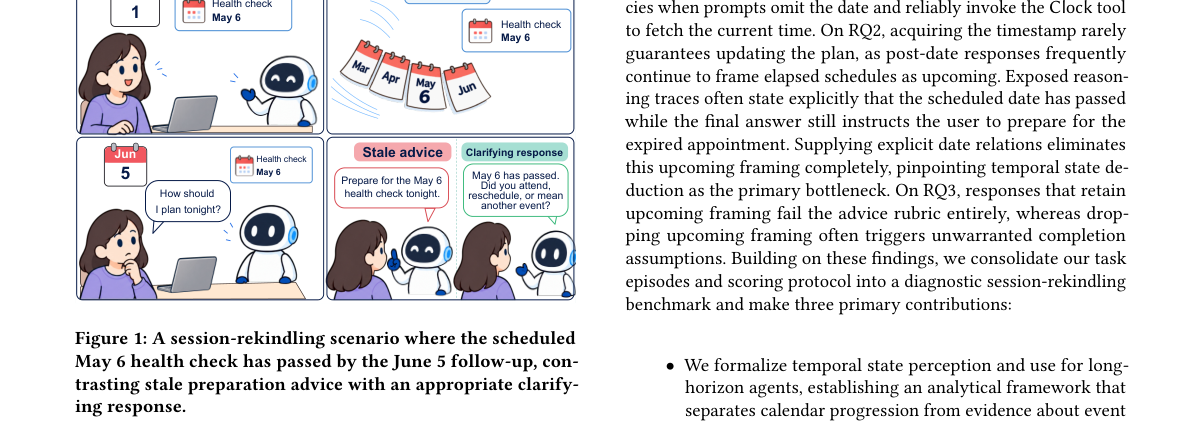 1
Health check
May 6
Health check
May 6
Mar
Apr
May
6
Jun
Jun
5
Health check
May 6
How should
I plan tonight?
Stale advice
Prepare for the May 6
health check tonight.
Clarifying response
May 6 has passed.
Did you attend,
reschedule, or mean
another event?
Figure 1: A session-rekindling scenario where the scheduled
May 6 health check has passed by the June 5 follow-up, con-
trasting stale preparation advice with an appropriate clarify-
ing response.
cies when prompts omit the date and reliably invoke the Clock tool
to fetch the current time. On RQ2, acquiring the timestamp rarely
guarantees updating the plan, as post-date responses frequently
continue to frame elapsed schedules as upcoming. Exposed reason-
ing traces often state explicitly that the scheduled date has passed
while the final answer still instructs the user to prepare for the
expired appointment. Supplying explicit date relations eliminates
this upcoming framing completely, pinpointing temporal state de-
duction as the primary bottleneck. On RQ3, responses that retain
upcoming framing fail the advice rubric entirely, whereas drop-
ping upcoming framing often triggers unwarranted completion
assumptions. Building on these findings, we consolidate our task
episodes and scoring protocol into a diagnostic session-rekindling
benchmark and make three primary contributions:
• We formalize temporal state perception and use for long-
horizon agents, establishing an analytical framework that
separates calendar progression from evidence about event